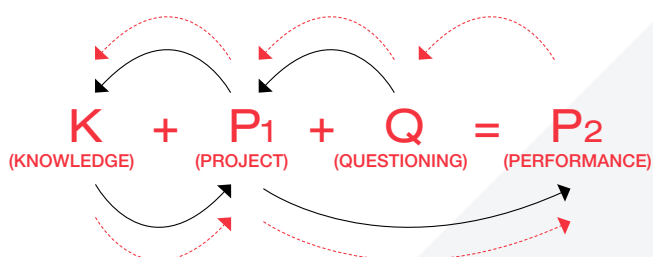 K + P1 + Q = P2
(KNOWLEDGE) (PROJECT) (QUESTIONING) (PERFORMANCE)